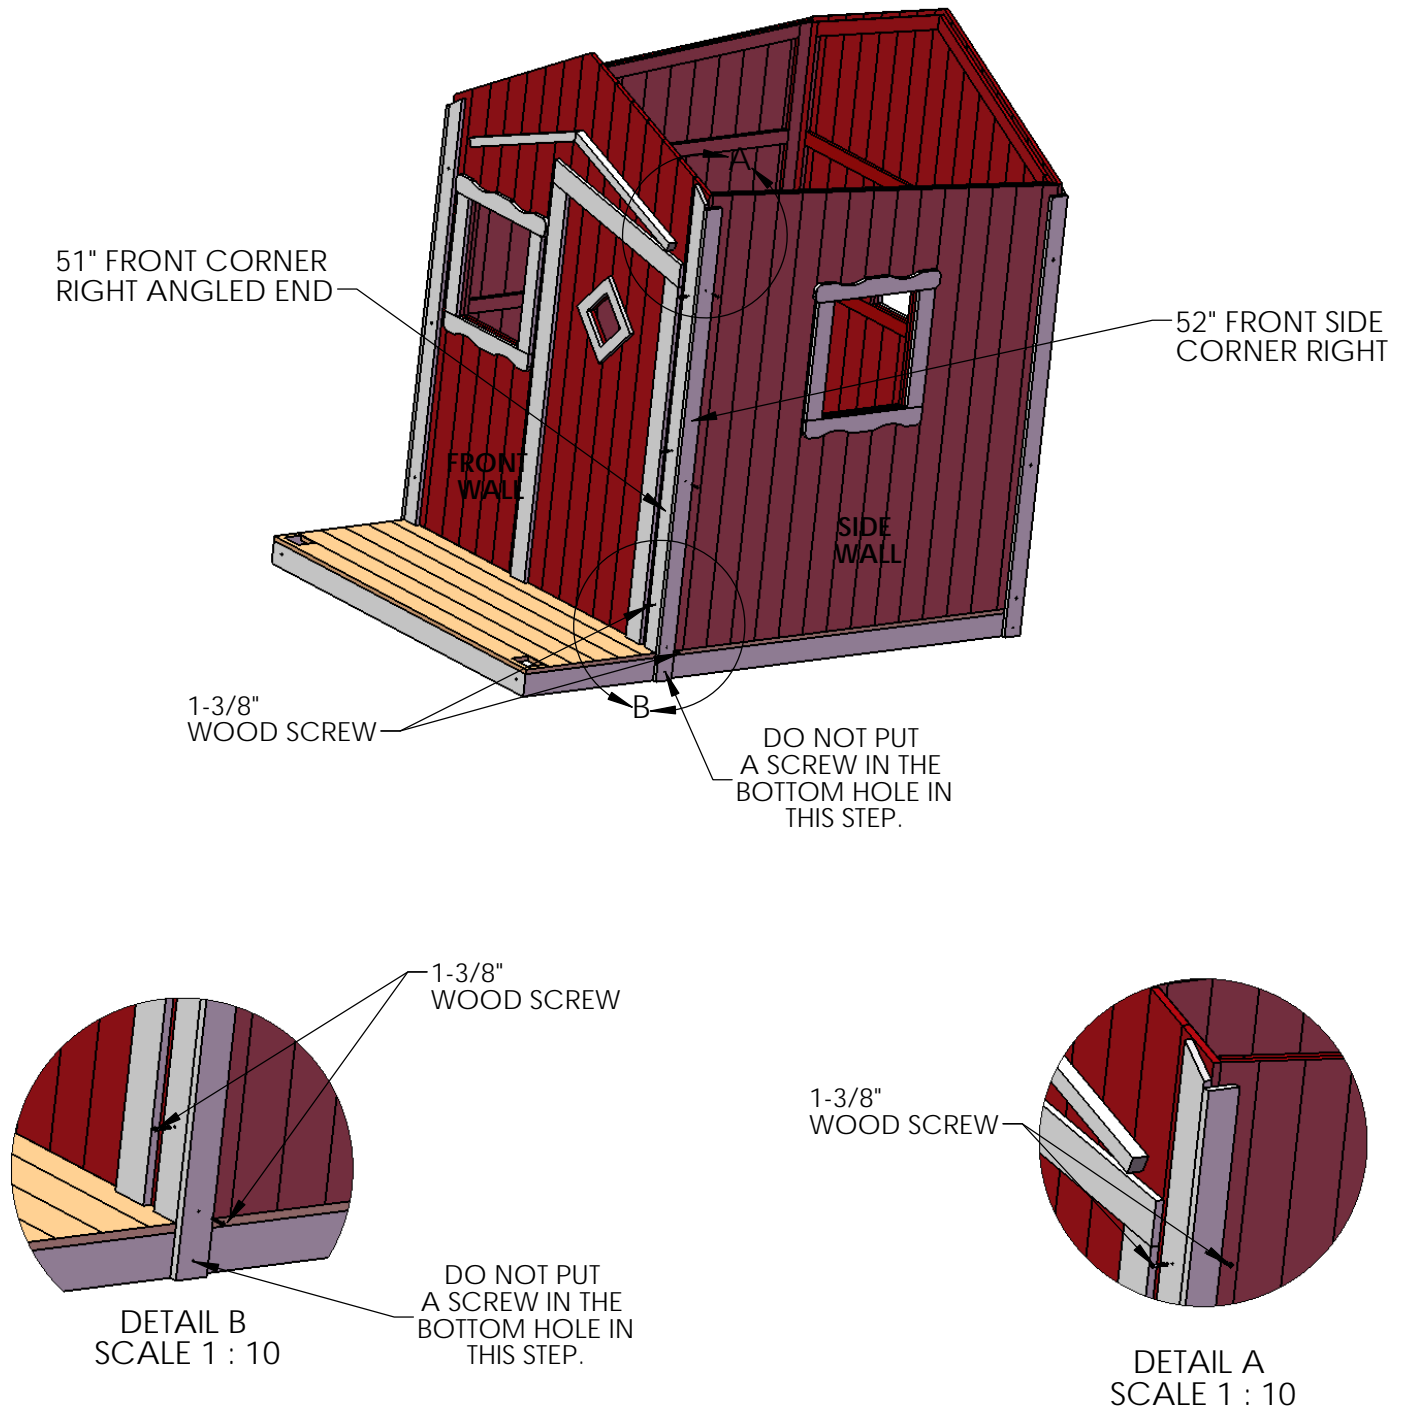 A
51" FRONT CORNER
RIGHT ANGLED END
52" FRONT SIDE
CORNER RIGHT
FRONT
WALL
SIDE
WALL
1-3/8"
WOOD SCREW
B
DO NOT PUT
A SCREW IN THE
BOTTOM HOLE IN
THIS STEP.
1-3/8"
WOOD SCREW
DO NOT PUT
A SCREW IN THE
BOTTOM HOLE IN
THIS STEP.
DETAIL B
SCALE 1 : 10
1-3/8"
WOOD SCREW
DETAIL A
SCALE 1 : 10